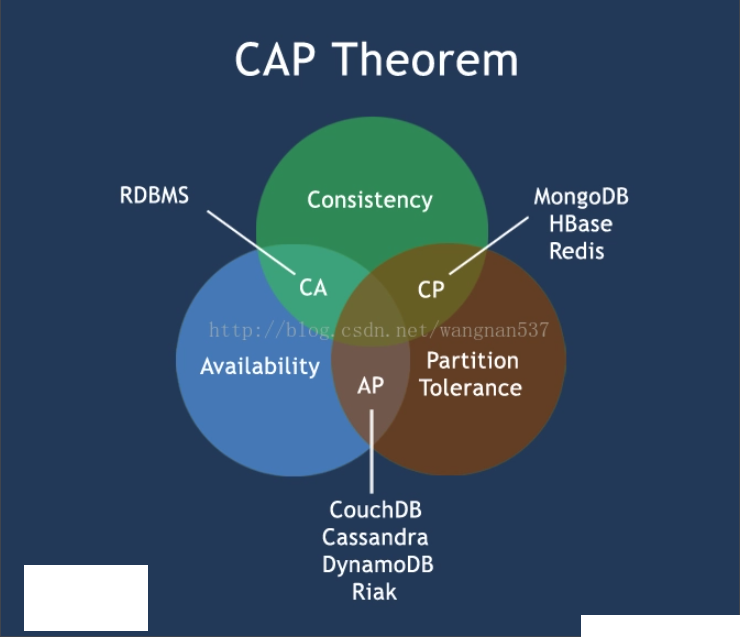 CAP Theorem
RDBMS
Consistency
MongoDB
HBase
Redis
CA
CP
http://blog.csdn.net/wangnan537
Availability
Partition
Tolerance
AP
CouchDB
Cassandra
DynamoDB
Riak